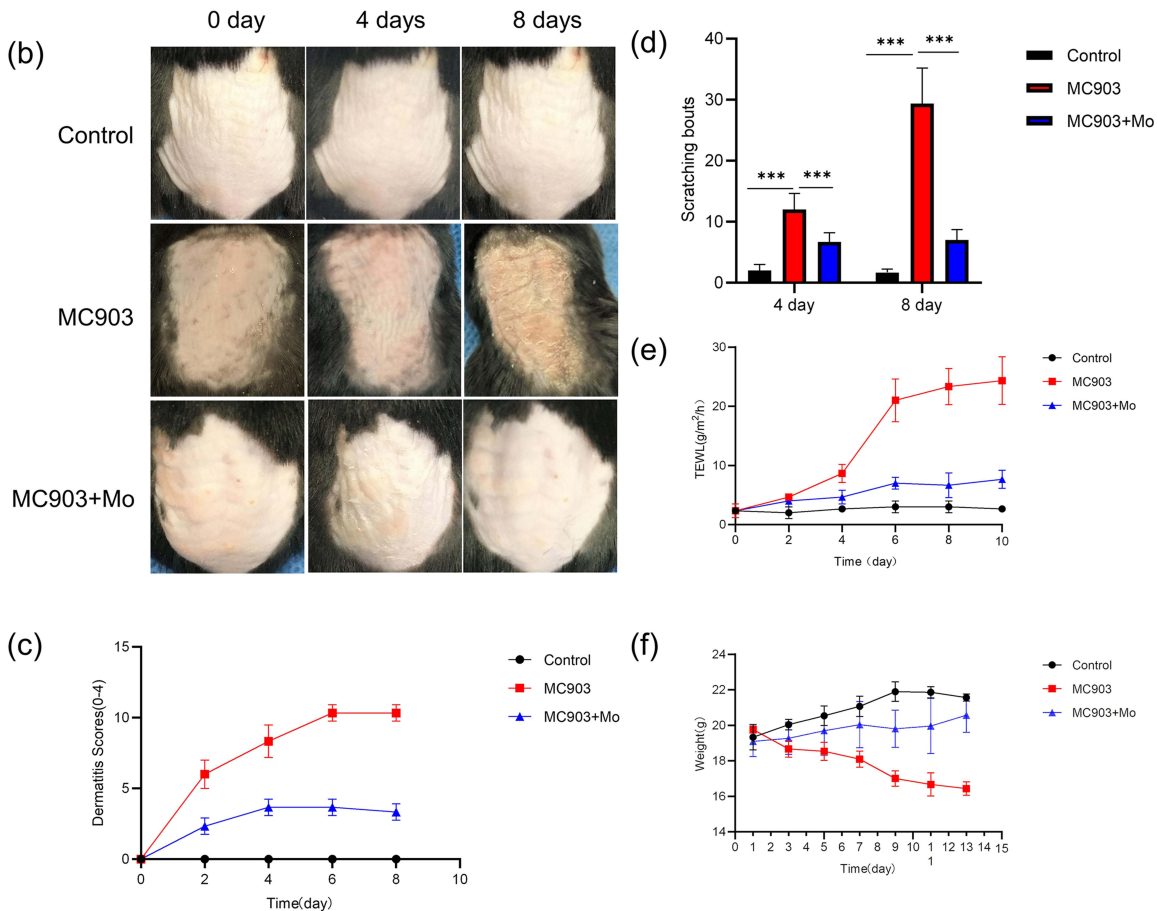 0 day 4 days 8 days
(b)
Control
MC903
MC903+Mo
(c)
Dermatitis Scores(0-4)
15
10
5
0
0 2 4 6 8 10
Time(day)
Control
MC903
MC903+Mo
(d)
Scratching bouts
40
30
20
10
0
*** *** *** ***
4 day 8 day
Control
MC903
MC903+Mo
(e)
TEWL(g/m²/h)
30
20
10
0
0 2 4 6 8 10
Time (day)
Control
MC903
MC903+Mo
(f)
Weight(g)
22
20
18
16
14
0 1 2 3 4 5 6 7 8 9 10 1 12 13 14 15
1
Time(day)
Control
MC903
MC903+Mo